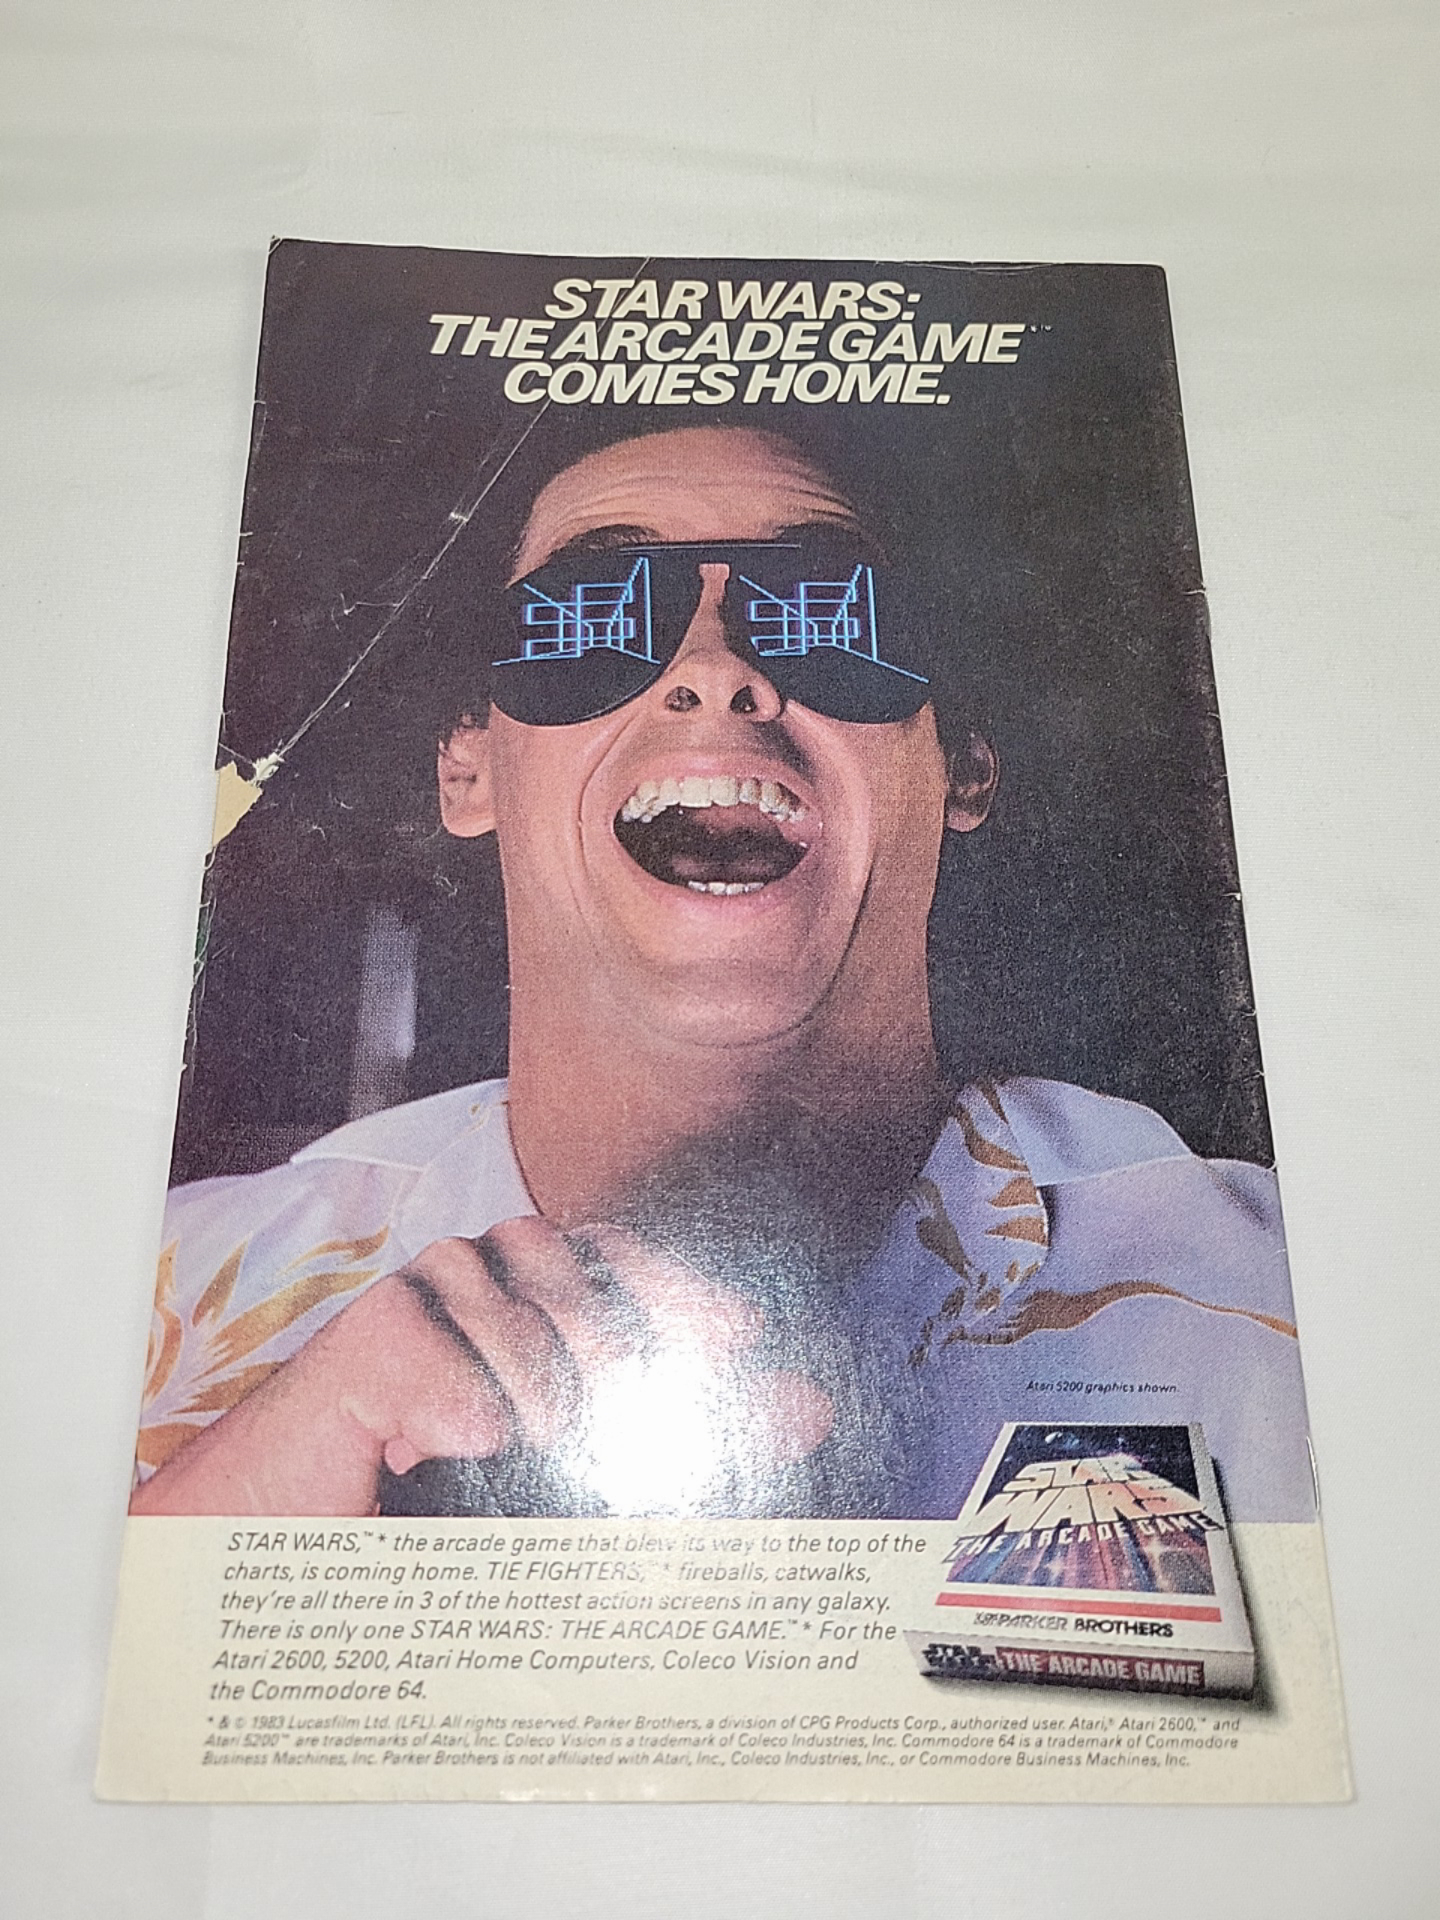 STAR WARS:
THE ARCADE GAME™
COMES HOME.
Atari 5200 graphics shown.
STAR WARS
THE ARCADE GAME
PARKER BROTHERS
STAR WARS THE ARCADE GAME
STAR WARS,™* the arcade game that blew its way to the top of the
charts, is coming home. TIE FIGHTERS,™* fireballs, catwalks,
they're all there in 3 of the hottest action screens in any galaxy.
There is only one STAR WARS: THE ARCADE GAME.™* For the
Atari 2600, 5200, Atari Home Computers, Coleco Vision and
the Commodore 64.
* & © 1983 Lucasfilm Ltd. (LFL). All rights reserved. Parker Brothers, a division of CPG Products Corp., authorized user. Atari,® Atari 2600,™ and
Atari 5200™ are trademarks of Atari, Inc. Coleco Vision is a trademark of Coleco Industries, Inc. Commodore 64 is a trademark of Commodore
Business Machines, Inc. Parker Brothers is not affiliated with Atari, Inc., Coleco Industries, Inc., or Commodore Business Machines, Inc.